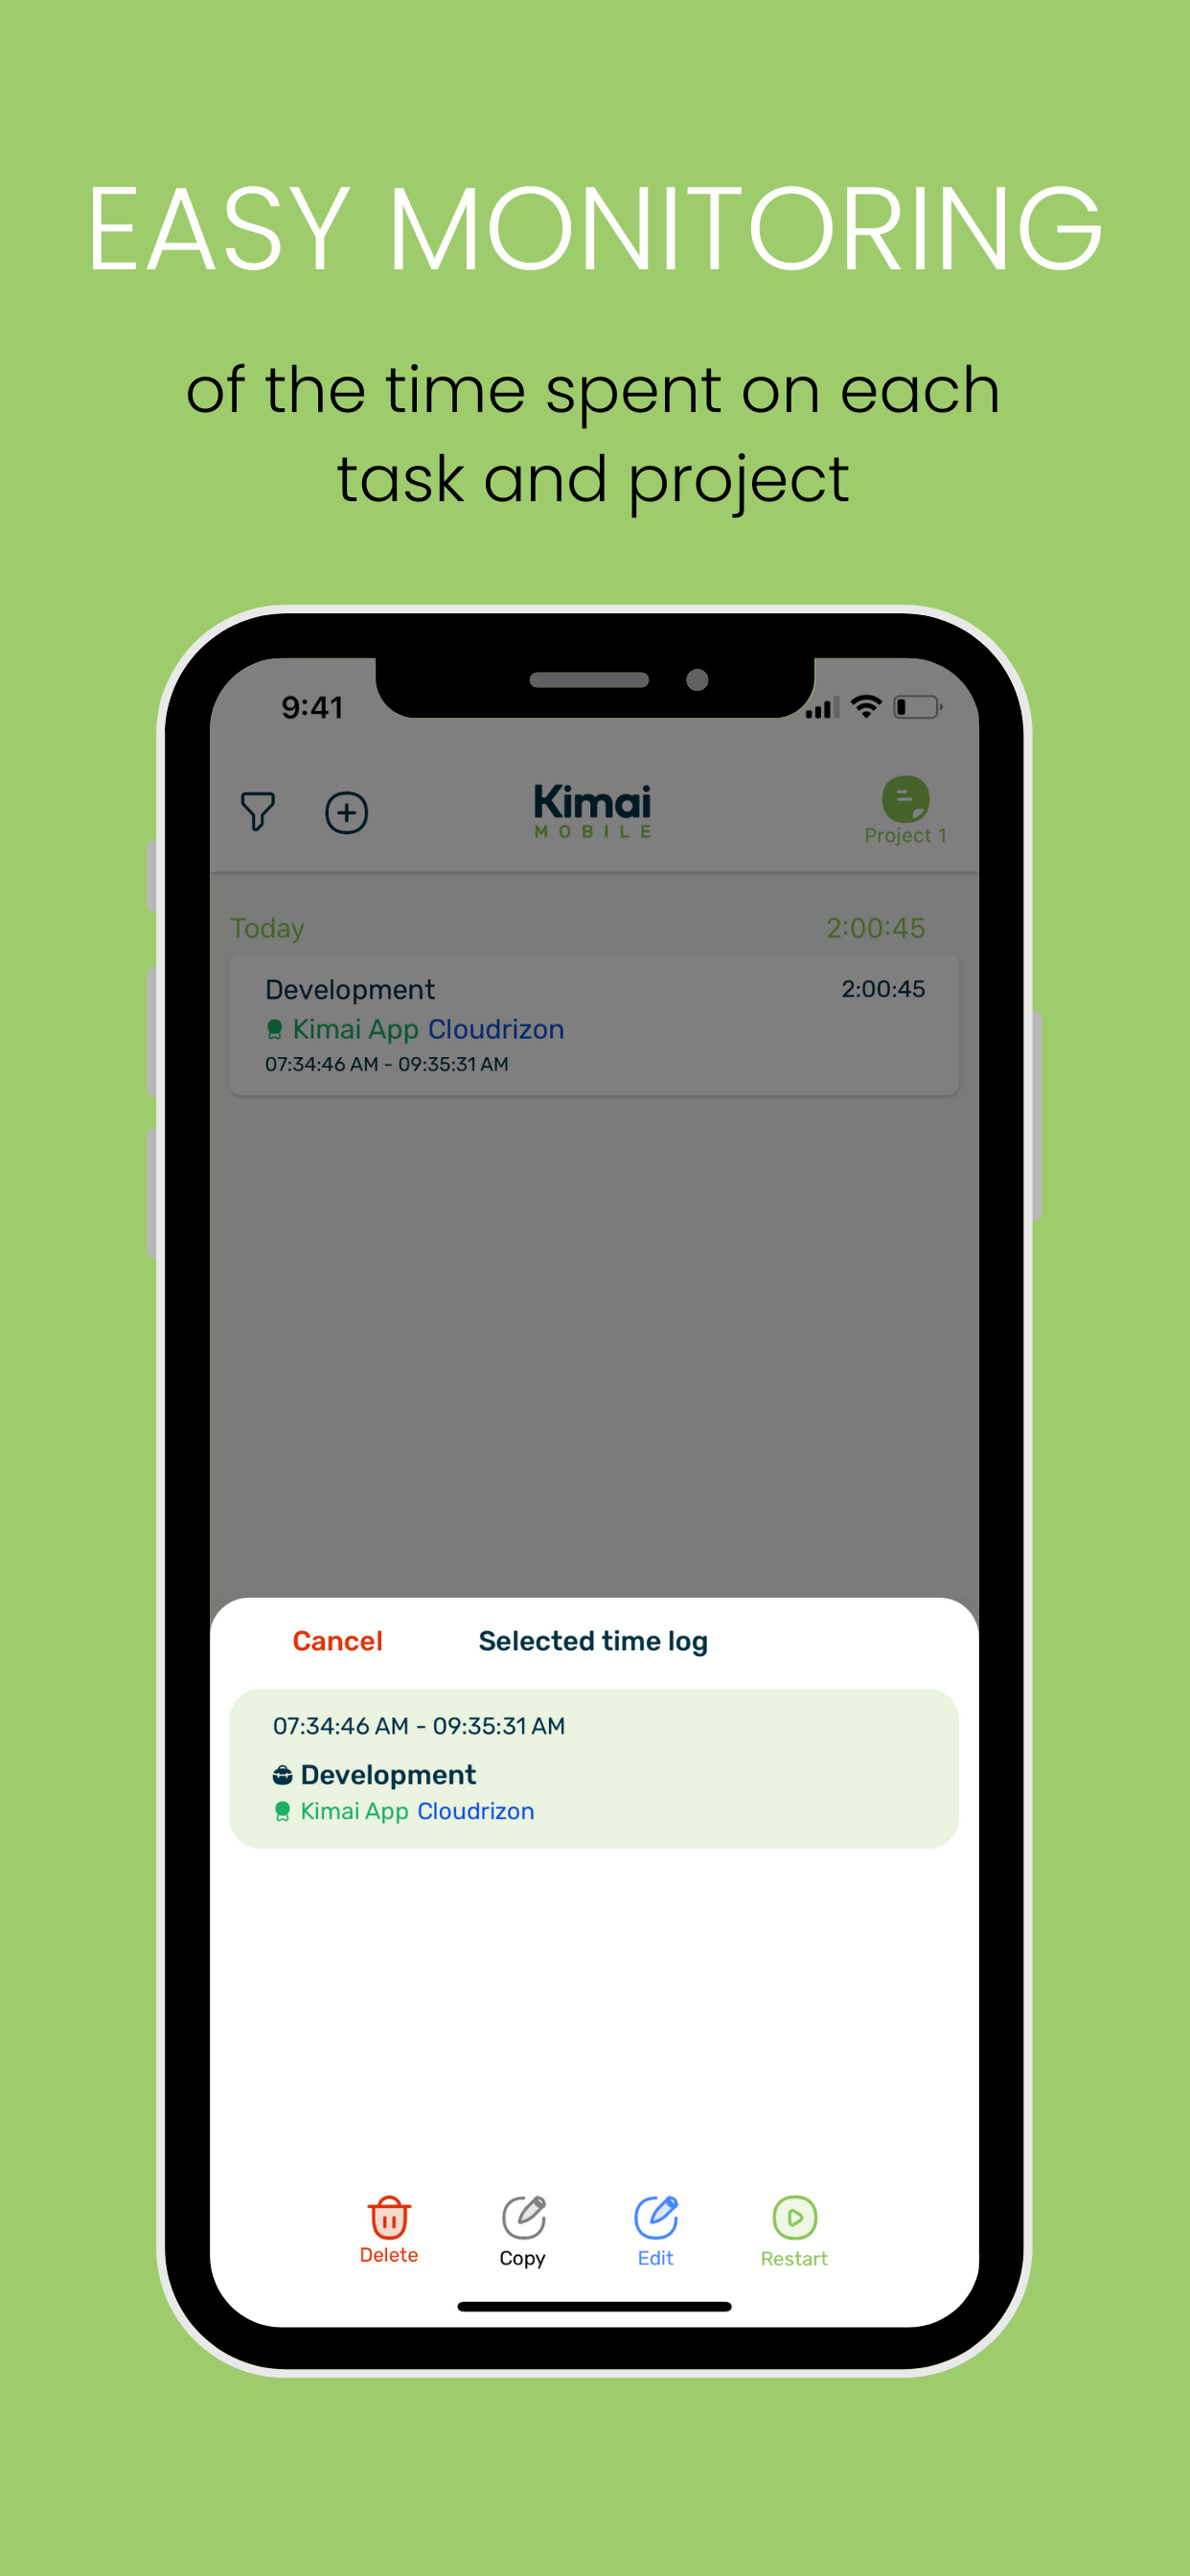 EASY MONITORING
of the time spent on each
task and project
9:41
Kimai
MOBILE
Project 1
Today 2:00:45
Development 2:00:45
Kimai App Cloudrizon
07:34:46 AM - 09:35:31 AM
Cancel Selected time log
07:34:46 AM - 09:35:31 AM
Development
Kimai App Cloudrizon
Delete Copy Edit Restart